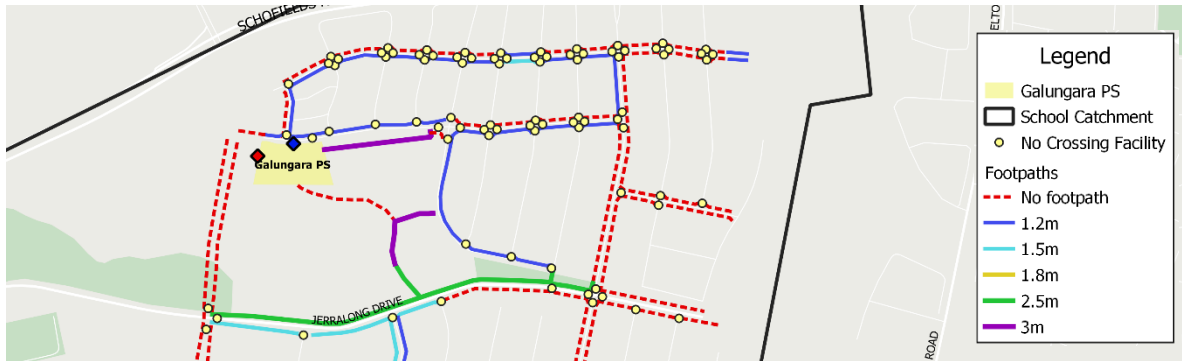 SCHOFIELDS
ELTO
Legend
Galungara PS
School Catchment
No Crossing Facility
Footpaths
No footpath
1.2m
1.5m
1.8m
2.5m
3m
Galungara PS
JERRALONG DRIVE
ROAD